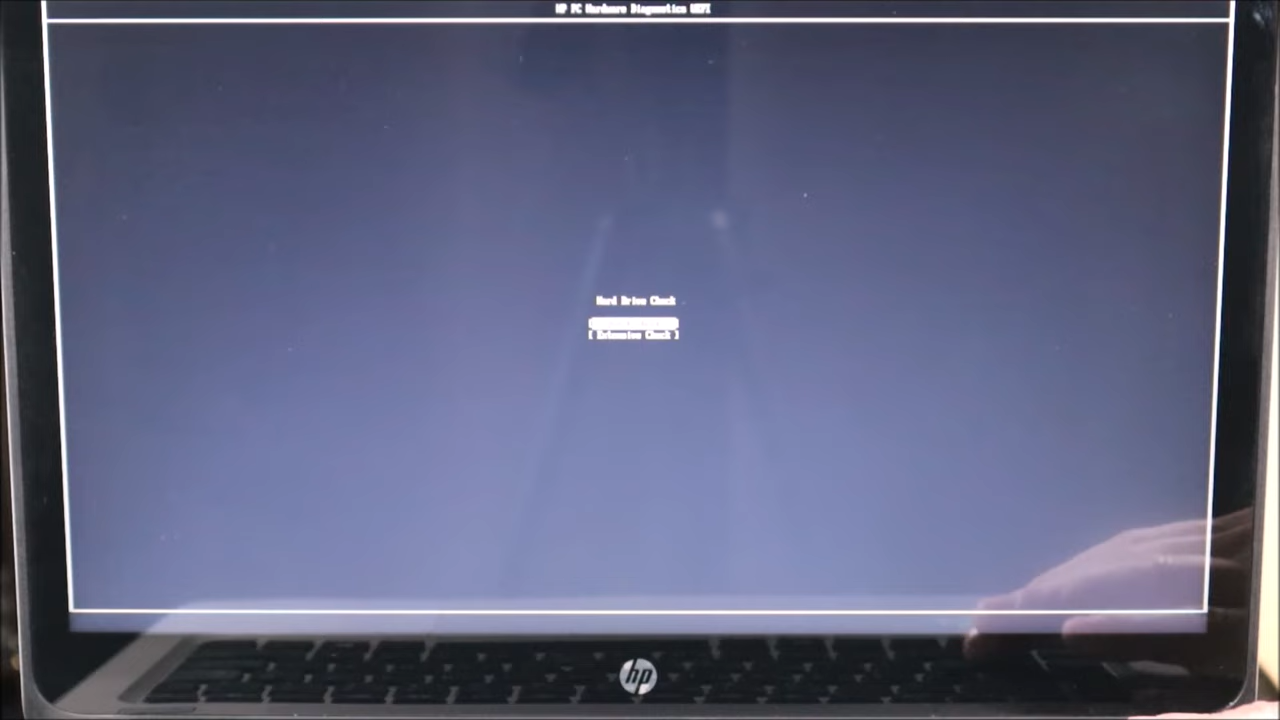 HP PC Hardware Diagnostics UEFI
Hard Drive Check
[ Extensive Check ]
hp